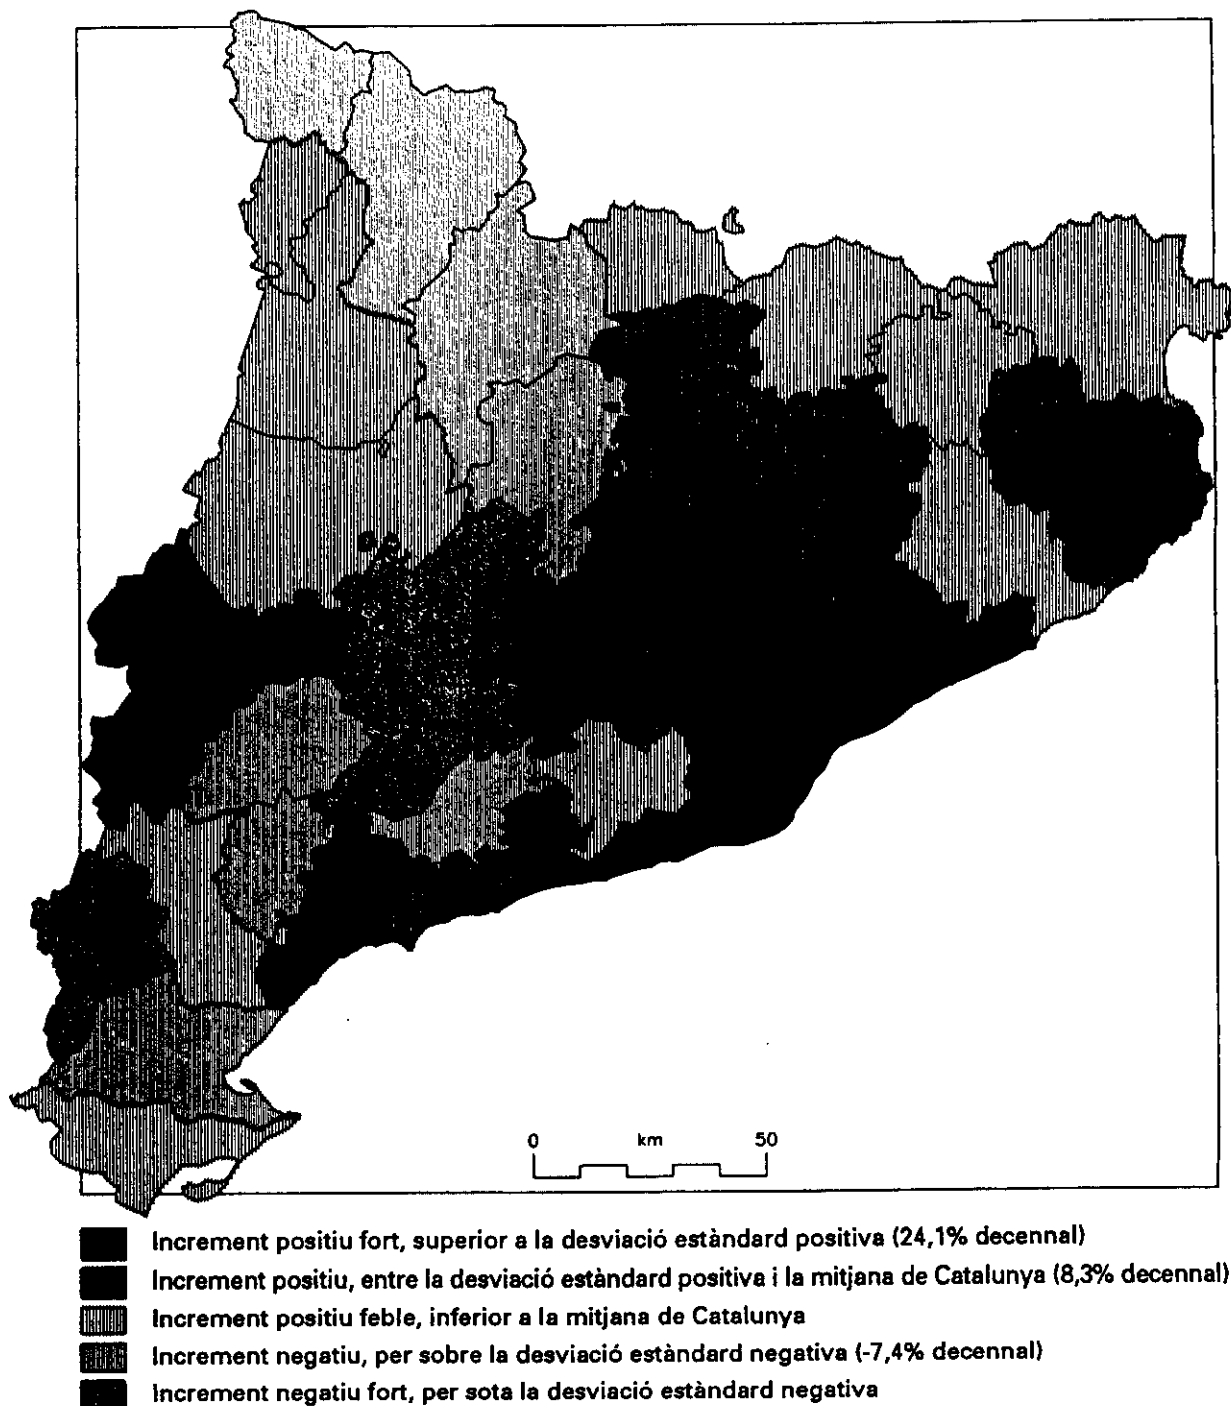 0 km 50
Increment positiu fort, superior a la desviació estàndard positiva (24,1% decennal)
Increment positiu, entre la desviació estàndard positiva i la mitjana de Catalunya (8,3% decennal)
Increment positiu feble, inferior a la mitjana de Catalunya
Increment negatiu, per sobre la desviació estàndard negativa (-7,4% decennal)
Increment negatiu fort, per sota la desviació estàndard negativa